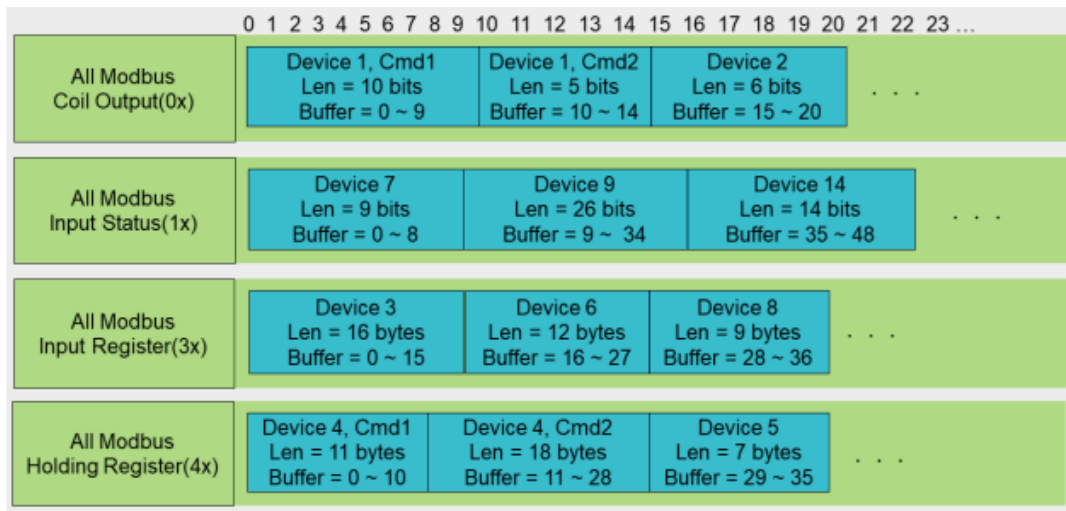 0 1 2 3 4 5 6 7 8 9 10 11 12 13 14 15 16 17 18 19 20 21 22 23 ...
All Modbus
Coil Output(0x)
Device 1, Cmd1
Len = 10 bits
Buffer = 0 ~ 9
Device 1, Cmd2
Len = 5 bits
Buffer = 10 ~ 14
Device 2
Len = 6 bits
Buffer = 15 ~ 20
. . .
All Modbus
Input Status(1x)
Device 7
Len = 9 bits
Buffer = 0 ~ 8
Device 9
Len = 26 bits
Buffer = 9 ~ 34
Device 14
Len = 14 bits
Buffer = 35 ~ 48
. . .
All Modbus
Input Register(3x)
Device 3
Len = 16 bytes
Buffer = 0 ~ 15
Device 6
Len = 12 bytes
Buffer = 16 ~ 27
Device 8
Len = 9 bytes
Buffer = 28 ~ 36
. . .
All Modbus
Holding Register(4x)
Device 4, Cmd1
Len = 11 bytes
Buffer = 0 ~ 10
Device 4, Cmd2
Len = 18 bytes
Buffer = 11 ~ 28
Device 5
Len = 7 bytes
Buffer = 29 ~ 35
. . .